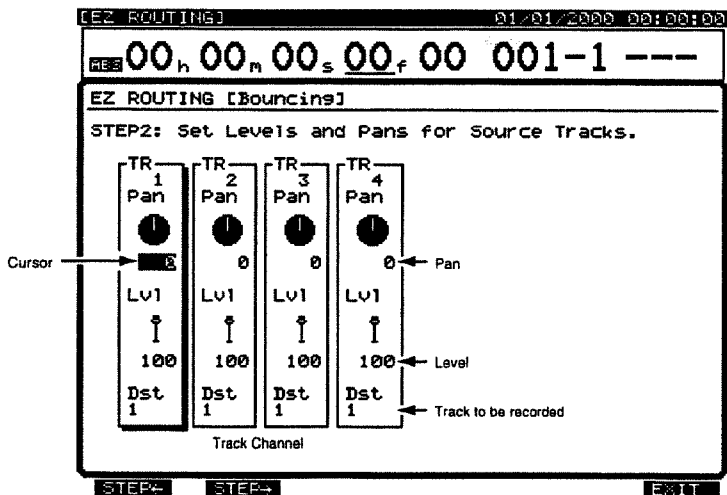 [EZ ROUTING] 01/01/2000 00:00:00
ABS 00h 00m 00s 00f 00 001-1 ---
EZ ROUTING [Bouncing]
STEP2: Set Levels and Pans for Source Tracks.
TR TR TR TR
1 2 3 4
Pan Pan Pan Pan
Cursor 0 0 0 0 Pan
Lvl Lvl Lvl Lvl
100 100 100 100 Level
Dst Dst Dst Dst
1 1 1 1 Track to be recorded
Track Channel
STEP← STEP→ EXIT